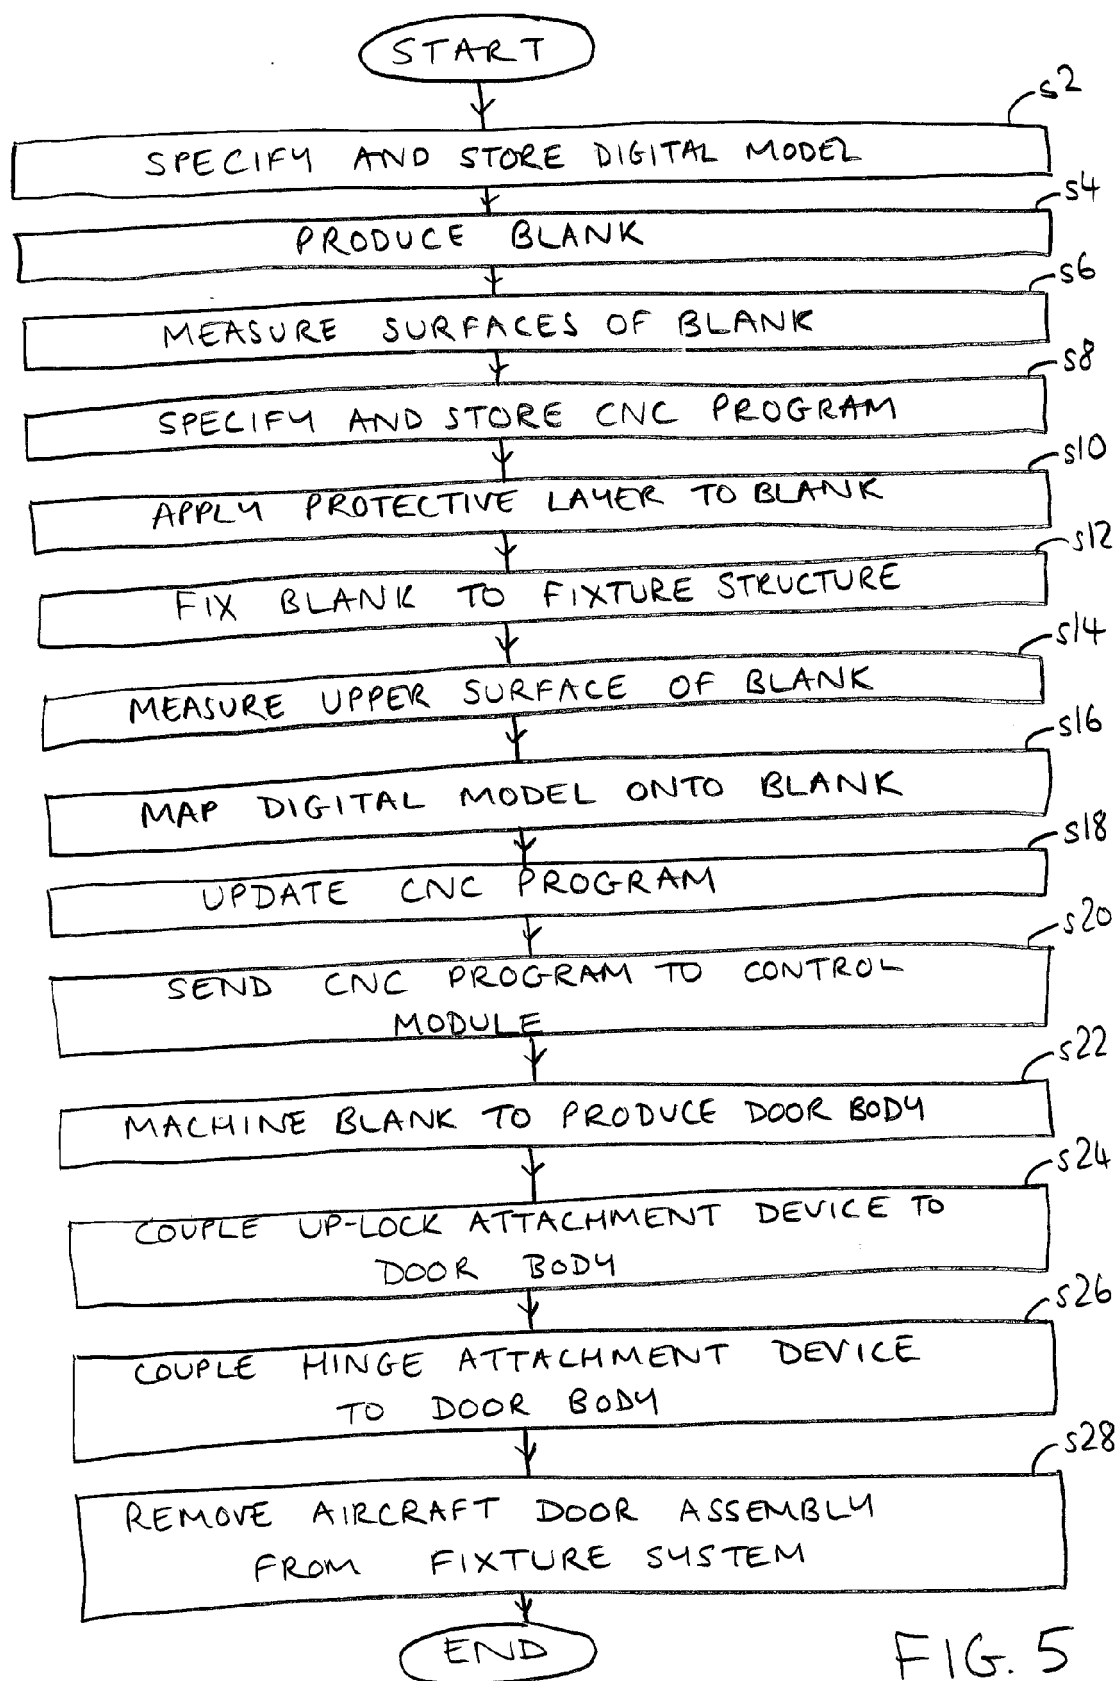 START
s2
SPECIFY AND STORE DIGITAL MODEL
s4
PRODUCE BLANK
s6
MEASURE SURFACES OF BLANK
s8
SPECIFY AND STORE CNC PROGRAM
s10
APPLY PROTECTIVE LAYER TO BLANK
s12
FIX BLANK TO FIXTURE STRUCTURE
s14
MEASURE UPPER SURFACE OF BLANK
s16
MAP DIGITAL MODEL ONTO BLANK
s18
UPDATE CNC PROGRAM
s20
SEND CNC PROGRAM TO CONTROL
MODULE
s22
MACHINE BLANK TO PRODUCE DOOR BODY
s24
COUPLE UP-LOCK ATTACHMENT DEVICE TO
DOOR BODY
s26
COUPLE HINGE ATTACHMENT DEVICE
TO DOOR BODY
s28
REMOVE AIRCRAFT DOOR ASSEMBLY
FROM FIXTURE SYSTEM
END
FIG. 5